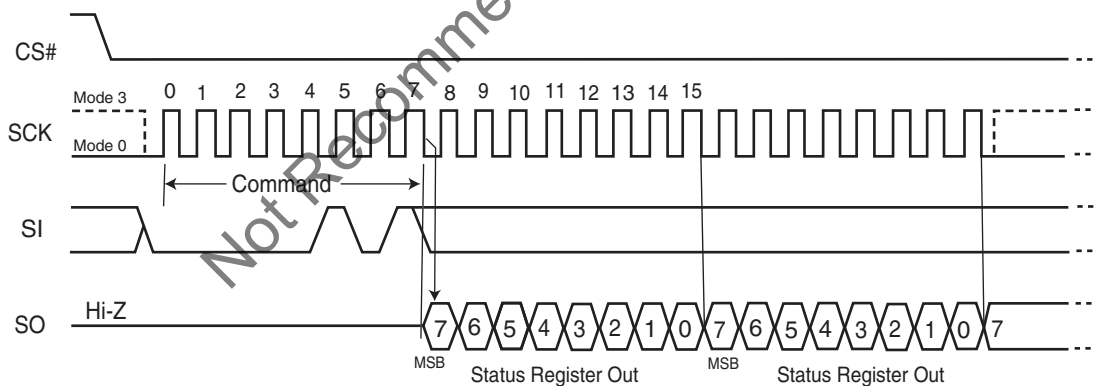 Not Recomme
CS#
Mode 3
0 1 2 3 4 5 6 7 8 9 10 11 12 13 14 15
SCK
Mode 0
Command
SI
Hi-Z
SO
7 6 5 4 3 2 1 0 7 6 5 4 3 2 1 0 7
MSB
MSB
Status Register Out
Status Register Out